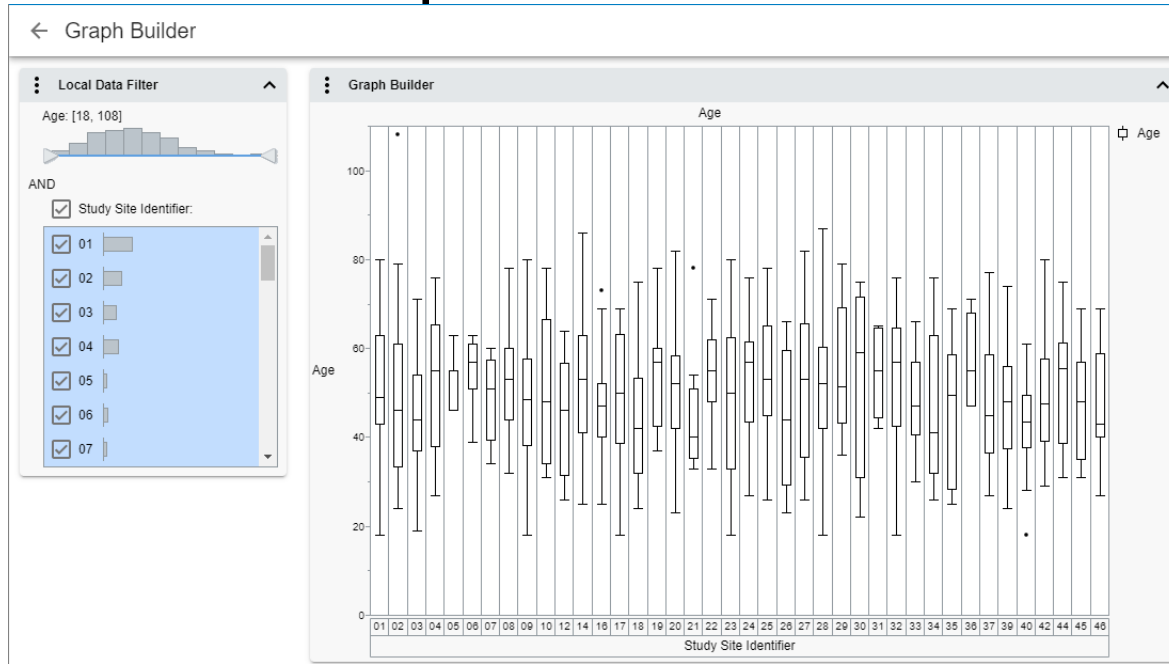 Graph Builder
Local Data Filter
Age: [18, 108]
AND
Study Site Identifier:
01
02
03
04
05
06
07
Graph Builder
Age
Age
100
80
60
40
20
0
Age
01 02 03 04 05 06 07 08 09 10 12 14 16 17 18 19 20 21 22 23 24 25 26 27 28 29 30 31 32 33 34 35 36 37 39 40 42 44 45 46
Study Site Identifier